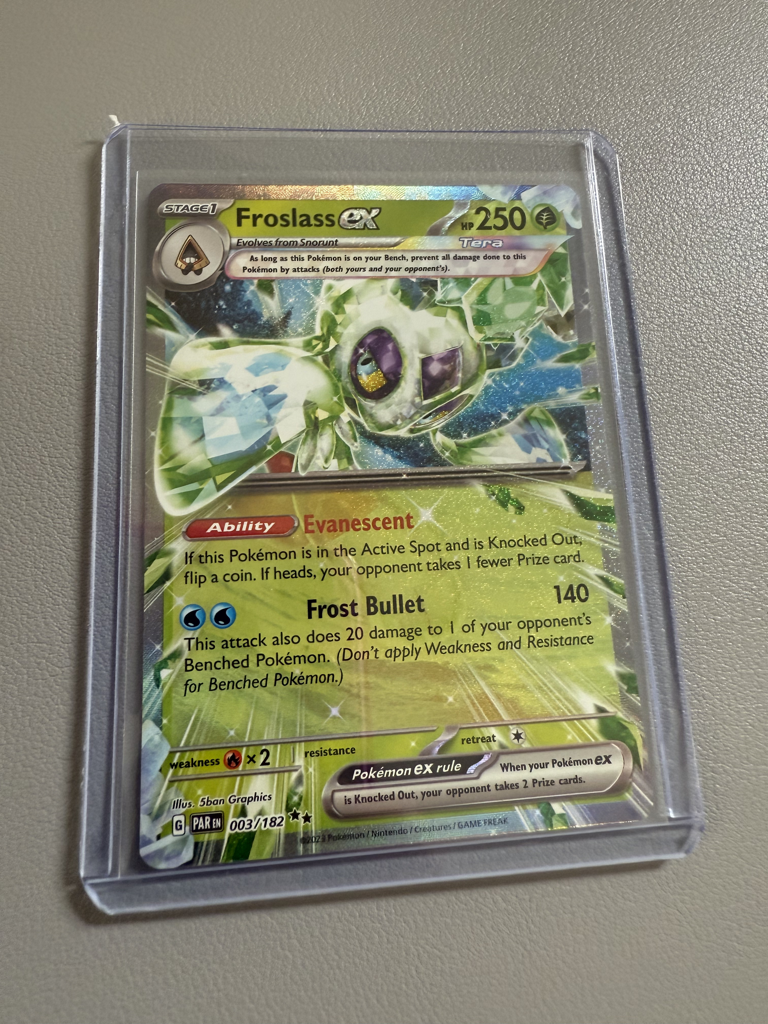 STAGE1 Froslass ex HP 250
Evolves from Snorunt Tera
As long as this Pokémon is on your Bench, prevent all damage done to this
Pokémon by attacks (both yours and your opponent's).
Ability Evanescent
If this Pokémon is in the Active Spot and is Knocked Out,
flip a coin. If heads, your opponent takes 1 fewer Prize card.
Frost Bullet 140
This attack also does 20 damage to 1 of your opponent's
Benched Pokémon. (Don't apply Weakness and Resistance
for Benched Pokémon.)
weakness ×2 resistance retreat
Pokémon ex rule When your Pokémon ex
is Knocked Out, your opponent takes 2 Prize cards.
Illus. 5ban Graphics
G PAR EN 003/182
©2023 Pokémon / Nintendo / Creatures / GAME FREAK